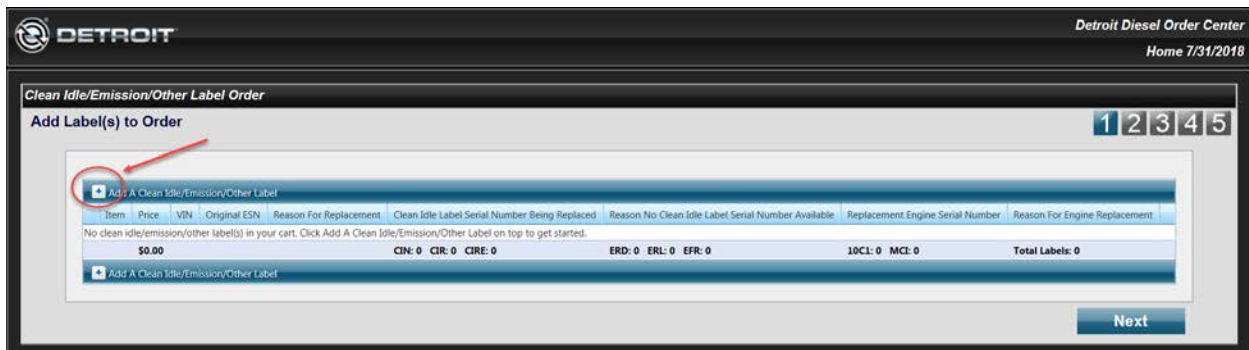 DETROIT
Detroit Diesel Order Center
Home 7/31/2018
Clean Idle/Emission/Other Label Order
Add Label(s) to Order
1 2 3 4 5
+ Add A Clean Idle/Emission/Other Label
Item Price VIN Original ESN Reason For Replacement Clean Idle Label Serial Number Being Replaced Reason No Clean Idle Label Serial Number Available Replacement Engine Serial Number Reason For Engine Replacement
No clean idle/emission/other label(s) in your cart. Click Add A Clean Idle/Emission/Other Label on top to get started.
$0.00 CIN: 0 CIR: 0 CIRE: 0 ERD: 0 ERL: 0 EFR: 0 10C1: 0 MCI: 0 Total Labels: 0
+ Add A Clean Idle/Emission/Other Label
Next